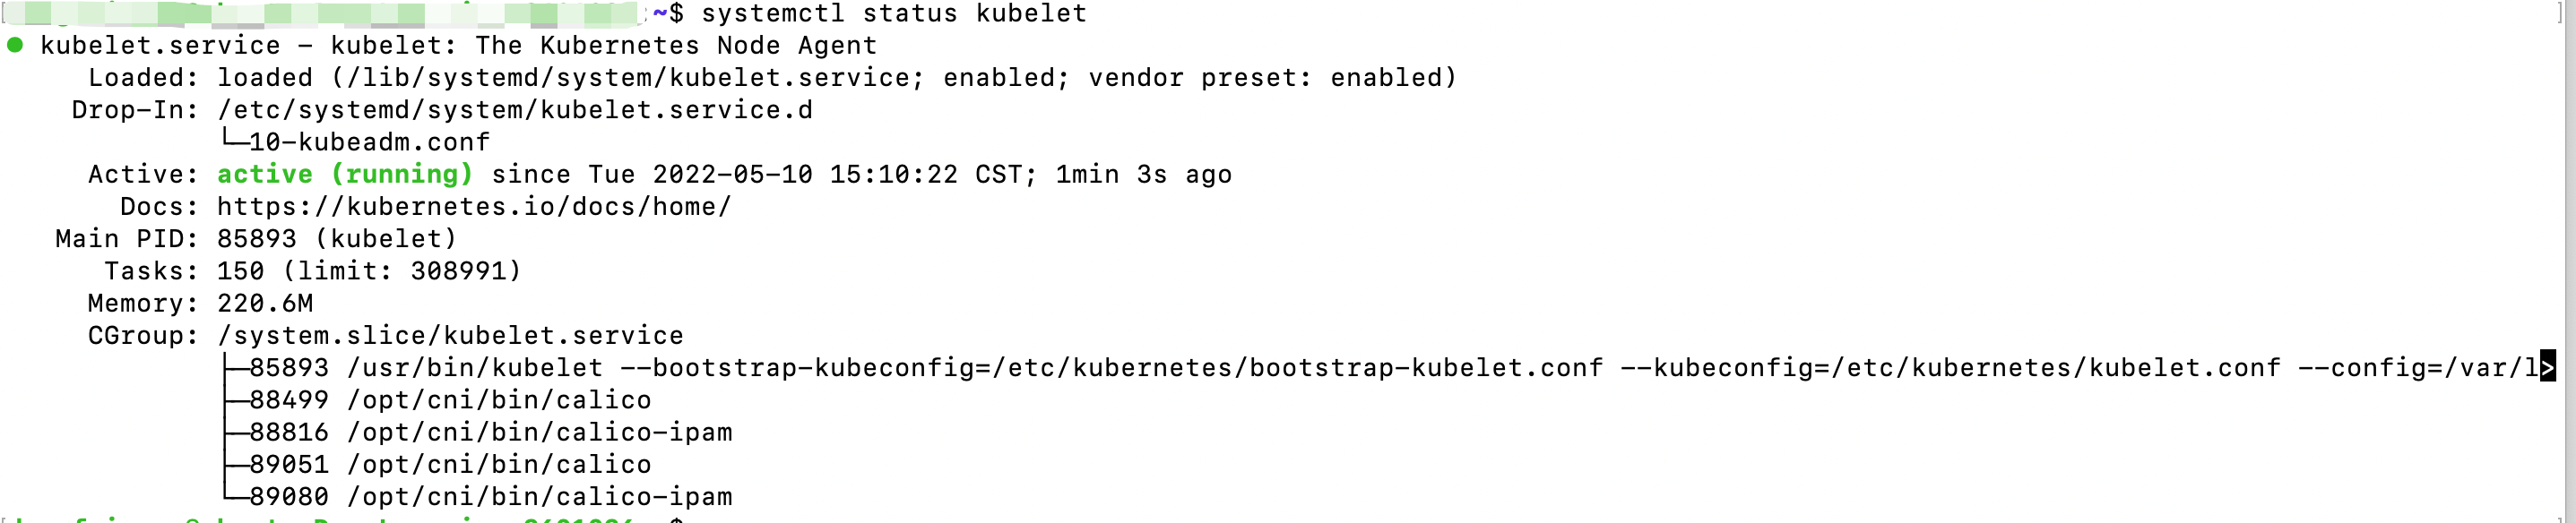 ~$ systemctl status kubelet
● kubelet.service – kubelet: The Kubernetes Node Agent
Loaded: loaded (/lib/systemd/system/kubelet.service; enabled; vendor preset: enabled)
Drop-In: /etc/systemd/system/kubelet.service.d
└─10-kubeadm.conf
Active: active (running) since Tue 2022-05-10 15:10:22 CST; 1min 3s ago
Docs: https://kubernetes.io/docs/home/
Main PID: 85893 (kubelet)
Tasks: 150 (limit: 308991)
Memory: 220.6M
CGroup: /system.slice/kubelet.service
├─85893 /usr/bin/kubelet --bootstrap-kubeconfig=/etc/kubernetes/bootstrap-kubelet.conf --kubeconfig=/etc/kubernetes/kubelet.conf --config=/var/l>
├─88499 /opt/cni/bin/calico
├─88816 /opt/cni/bin/calico-ipam
├─89051 /opt/cni/bin/calico
└─89080 /opt/cni/bin/calico-ipam